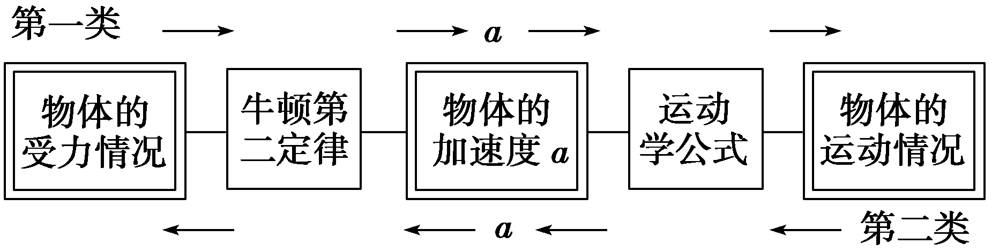 第一类
a
物体的
受力情况
牛顿第
二定律
物体的
加速度 a
运动
学公式
物体的
运动情况
a
第二类